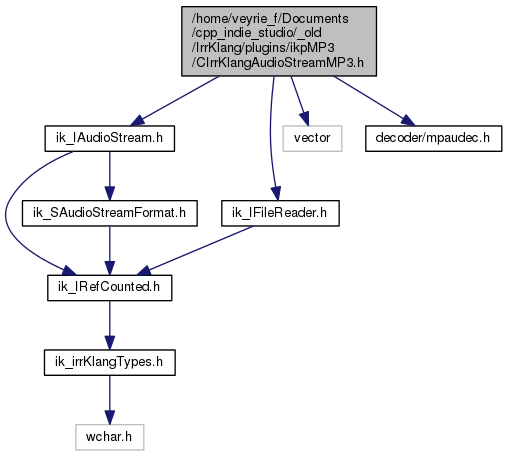 /home/veyrie_f/Documents
/cpp_indie_studio/_old
/IrrKlang/plugins/ikpMP3
/CIrrKlangAudioStreamMP3.h
ik_IAudioStream.h
vector
decoder/mpaudec.h
ik_SAudioStreamFormat.h
ik_IFileReader.h
ik_IRefCounted.h
ik_irrKlangTypes.h
wchar.h